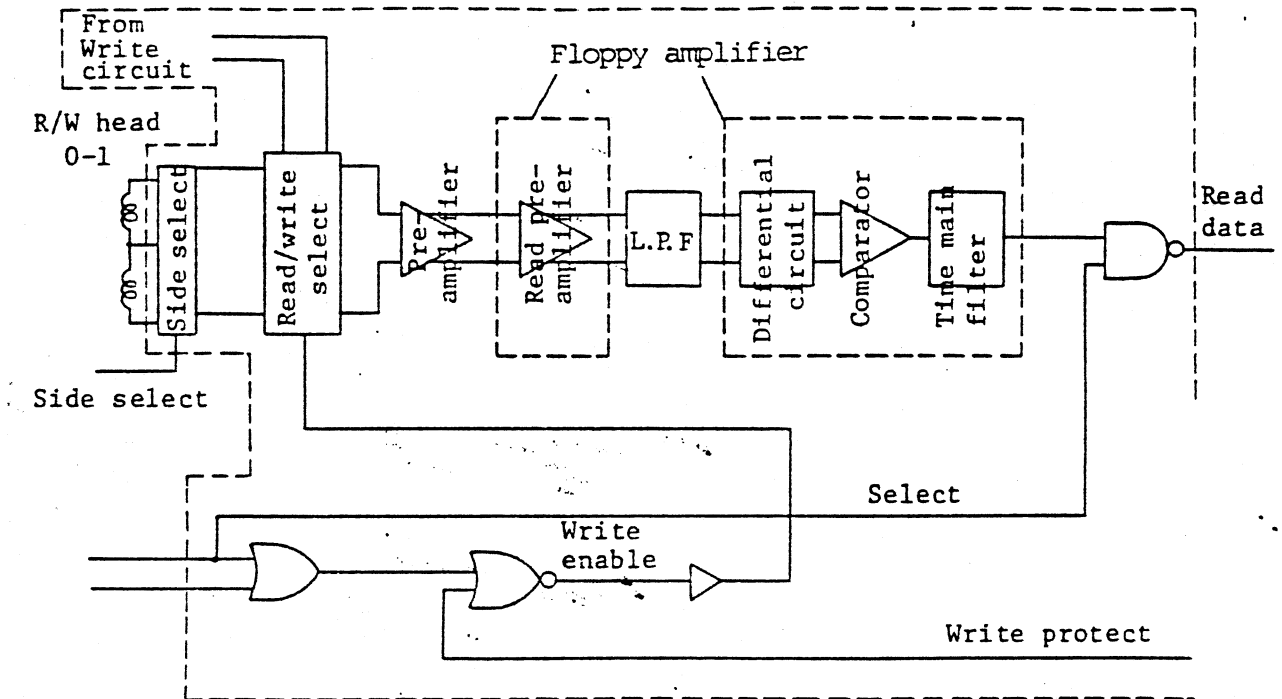 From
Write
circuit
Floppy amplifier
R/W head
0-1
Side select
Read/write
select
Pre-
amplifier
Read pre-
amplifier
L.P.F
Differential
circuit
Comparator
Time main
filter
Read
data
Side select
Select
Write
enable
Write protect